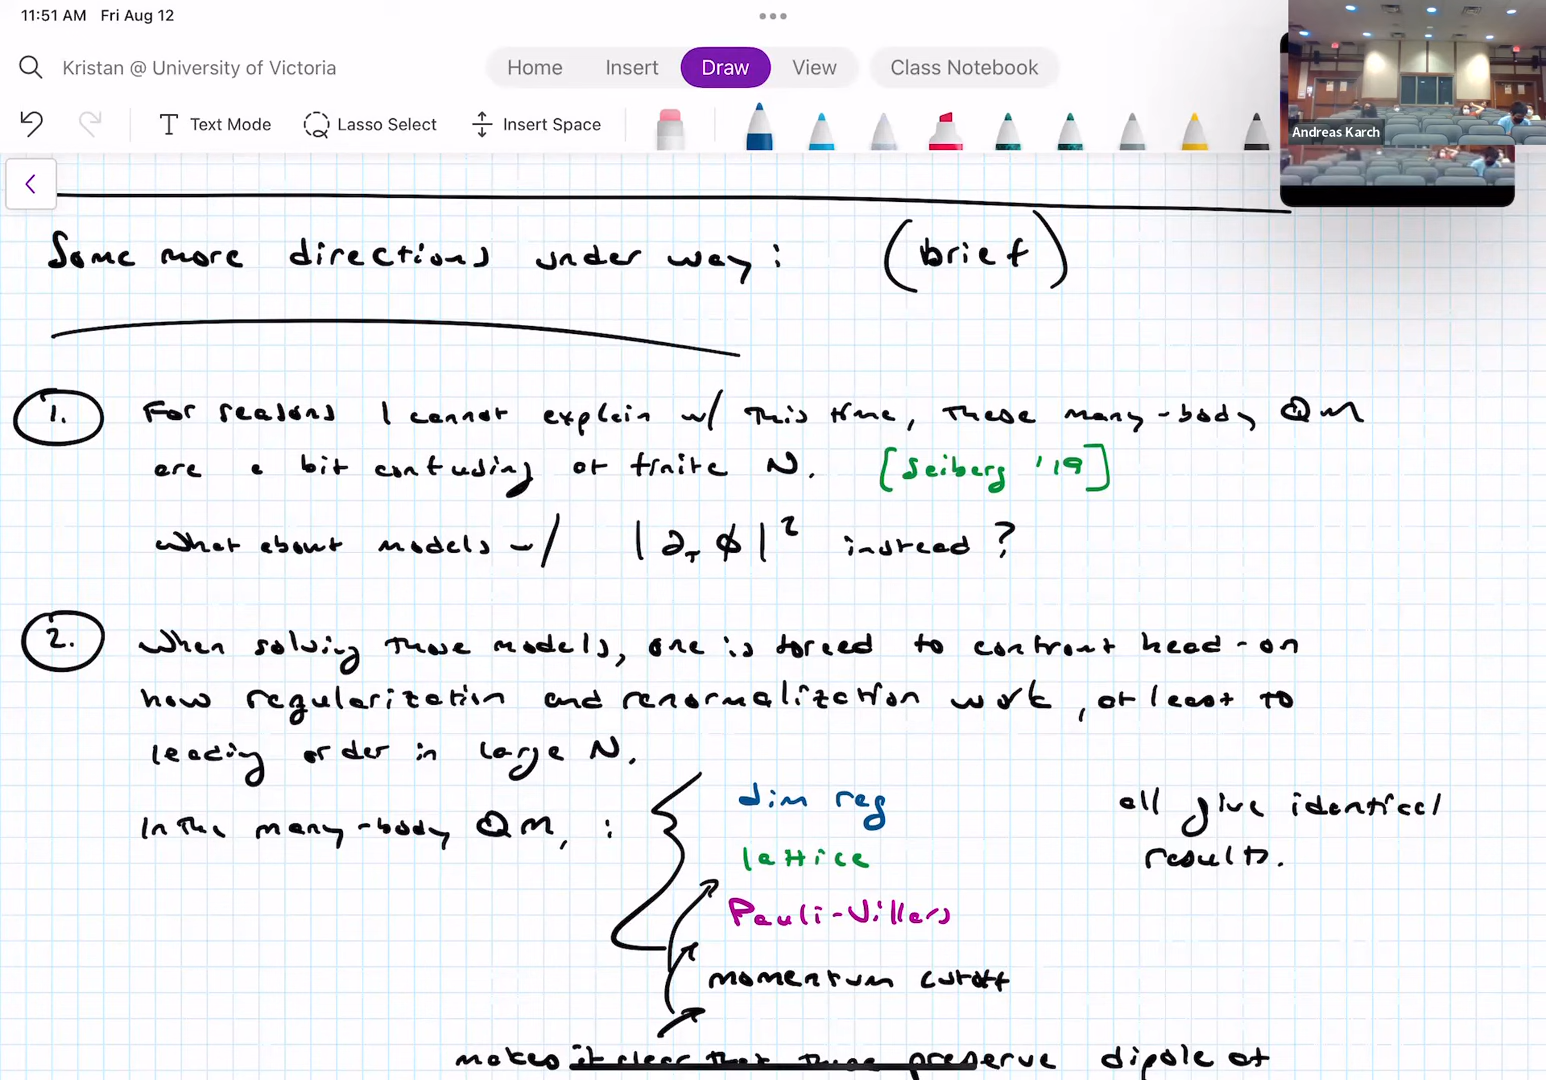 11:51 AM Fri Aug 12
Kristan @ University of Victoria
Home Insert Draw View Class Notebook
Text Mode Lasso Select Insert Space
Andreas Karch
Some more directions under way: (brief)
1. For reasons I cannot explain w/ this time, these many-body QM
are a bit confusing at finite N. [Seiberg '19]
What about models w/ |∂τ φ|² instead?
2. When solving those models, one is forced to confront head-on
how regularization and renormalization work, at least to
leading order in large N.
In the many-body QM, :
dim reg
lattice
Pauli-Villars
momentum cutoff
all give identical
results.
makes it clear that these preserve dipole at